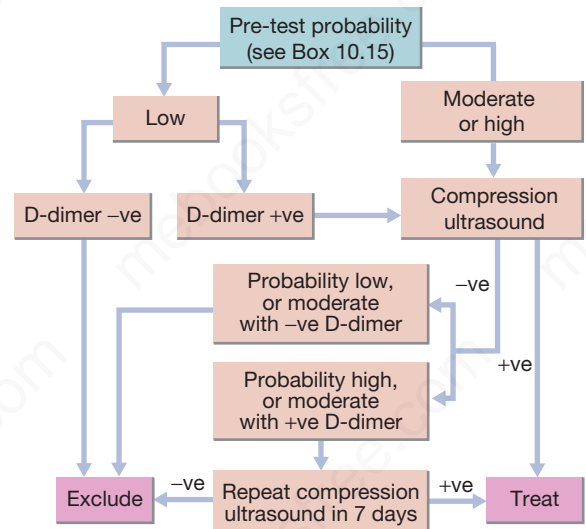 Pre-test probability
(see Box 10.15)
Low
Moderate
or high
D-dimer –ve
D-dimer +ve
Compression
ultrasound
–ve
+ve
Probability low,
or moderate
with –ve D-dimer
Probability high,
or moderate
with +ve D-dimer
Exclude
–ve
Repeat compression
ultrasound in 7 days
+ve
Treat